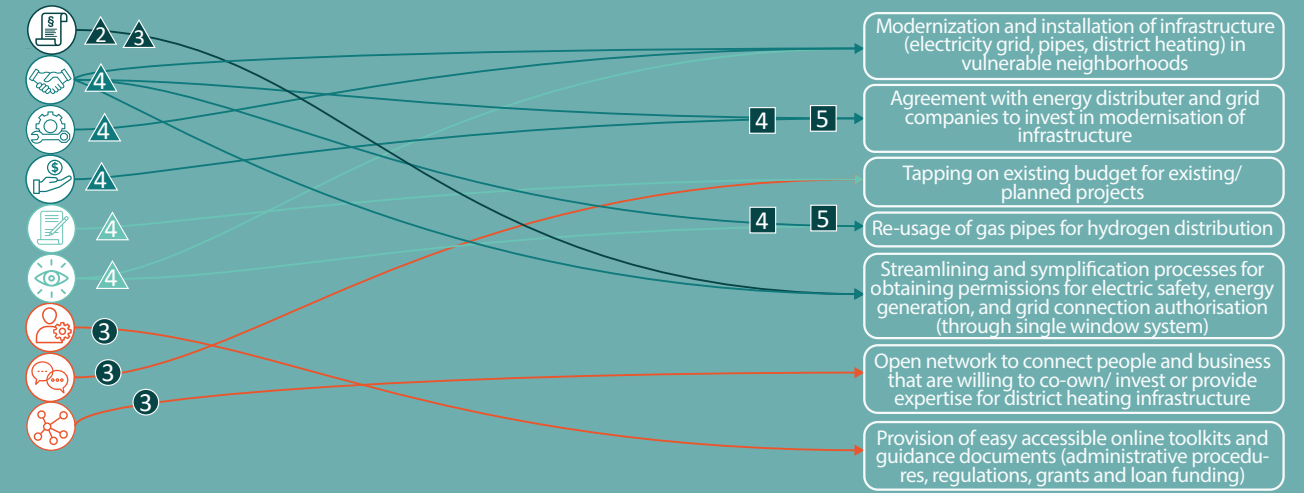 §
2
3
4
4
$
4
4
4
3
3
3
4
5
4
5
Modernization and installation of infrastructure
(electricity grid, pipes, district heating) in
vulnerable neighborhoods
Agreement with energy distributer and grid
companies to invest in modernisation of
infrastructure
Tapping on existing budget for existing/
planned projects
Re-usage of gas pipes for hydrogen distribution
Streamlining and symplification processes for
obtaining permissions for electric safety, energy
generation, and grid connection authorisation
(through single window system)
Open network to connect people and business
that are willing to co-own/ invest or provide
expertise for district heating infrastructure
Provision of easy accessible online toolkits and
guidance documents (administrative procedu-
res, regulations, grants and loan funding)